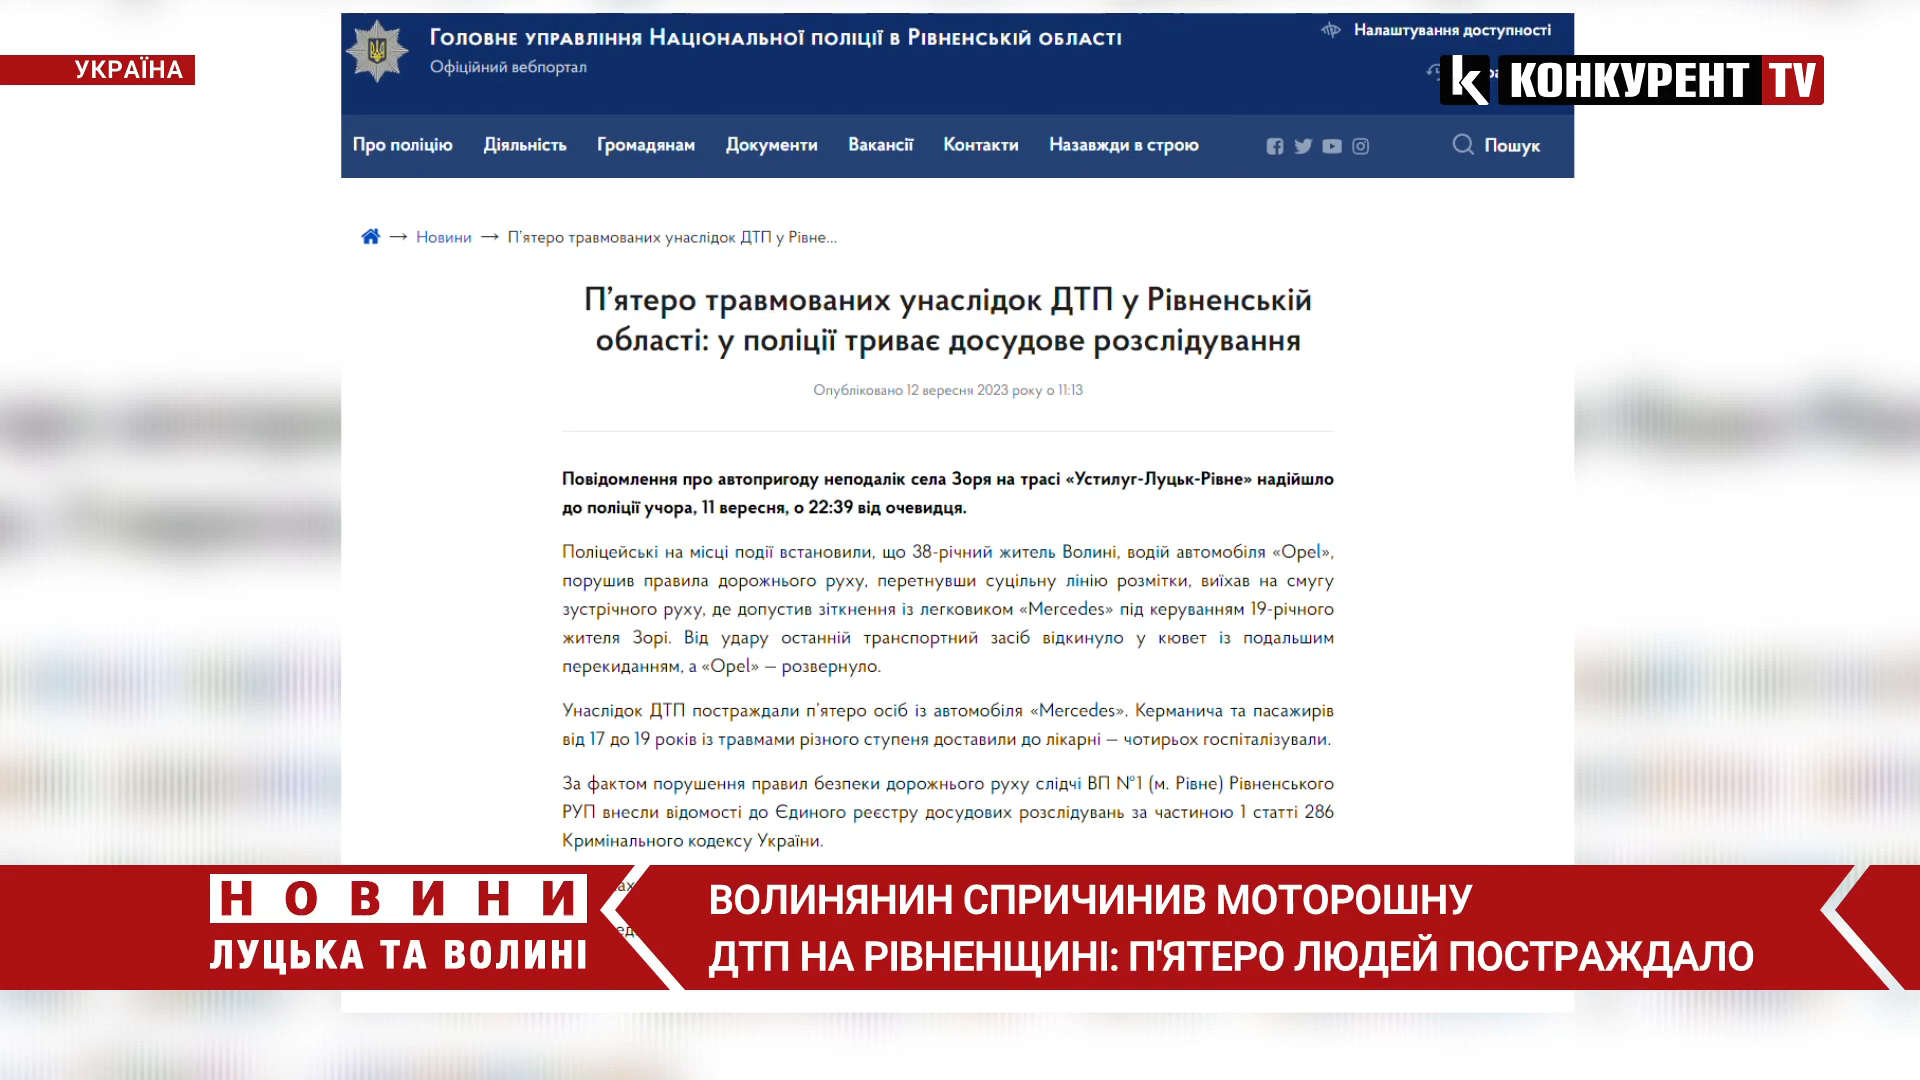 УКРАЇНА
Головне управління Національної поліції в Рівненській області
Офіційний вебпортал
Налаштування доступності
k КОНКУРЕНТ TV
Про поліцію Діяльність Громадянам Документи Вакансії Контакти Назавжди в строю Пошук
→ Новини → П’ятеро травмованих унаслідок ДТП у Рівне...
П’ятеро травмованих унаслідок ДТП у Рівненській
області: у поліції триває досудове розслідування
Опубліковано 12 вересня 2023 року о 11:13
Повідомлення про автопригоду неподалік села Зоря на трасі «Устилуг-Луцьк-Рівне» надійшло
до поліції учора, 11 вересня, о 22:39 від очевидця.
Поліцейські на місці події встановили, що 38-річний житель Волині, водій автомобіля «Opel»,
порушив правила дорожнього руху, перетнувши суцільну лінію розмітки, виїхав на смугу
зустрічного руху, де допустив зіткнення із легковиком «Mercedes» під керуванням 19-річного
жителя Зорі. Від удару останній транспортний засіб відкинуло у кювет із подальшим
перекиданням, а «Opel» – розвернуло.
Унаслідок ДТП постраждали п’ятеро осіб із автомобіля «Mercedes». Керманича та пасажирів
від 17 до 19 років із травмами різного ступеня доставили до лікарні – чотирьох госпіталізували.
За фактом порушення правил безпеки дорожнього руху слідчі ВП №1 (м. Рівне) Рівненського
РУП внесли відомості до Єдиного реєстру досудових розслідувань за частиною 1 статті 286
Кримінального кодексу України.
НОВИНИ
ЛУЦЬКА ТА ВОЛИНІ
ВОЛИНЯНИН СПРИЧИНИВ МОТОРОШНУ
ДТП НА РІВНЕНЩИНІ: П'ЯТЕРО ЛЮДЕЙ ПОСТРАЖДАЛО